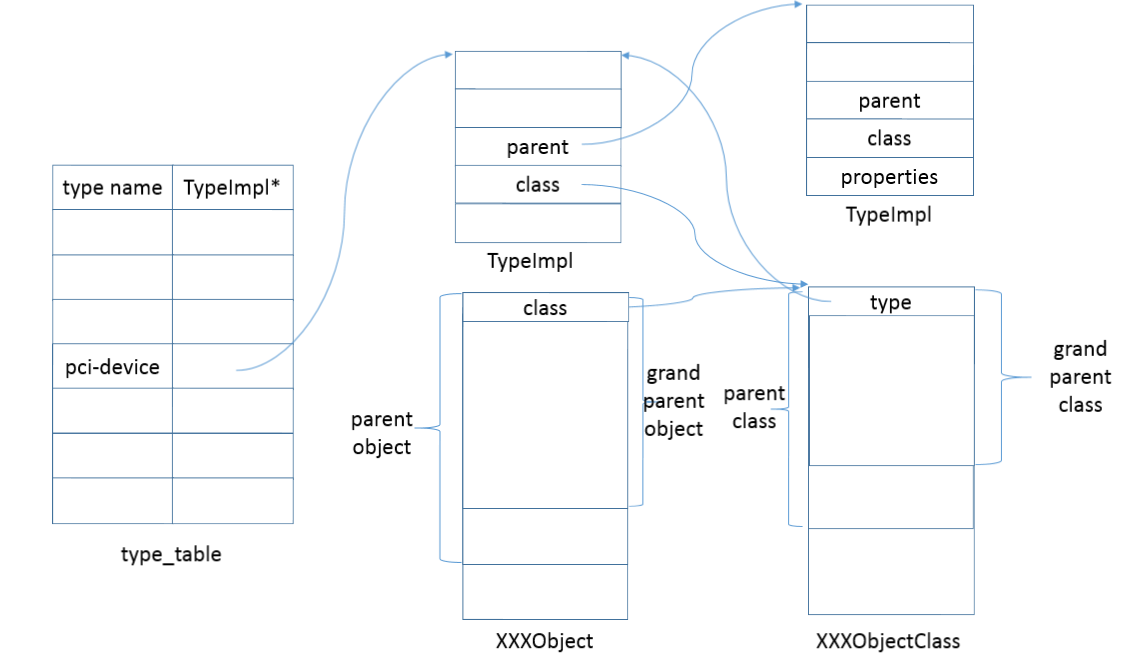 type name
TypeImpl*
pci-device
type_table
parent
class
TypeImpl
parent
class
properties
TypeImpl
class
parent
object
grand
parent
object
XXXObject
type
parent
class
grand
parent
class
XXXObjectClass